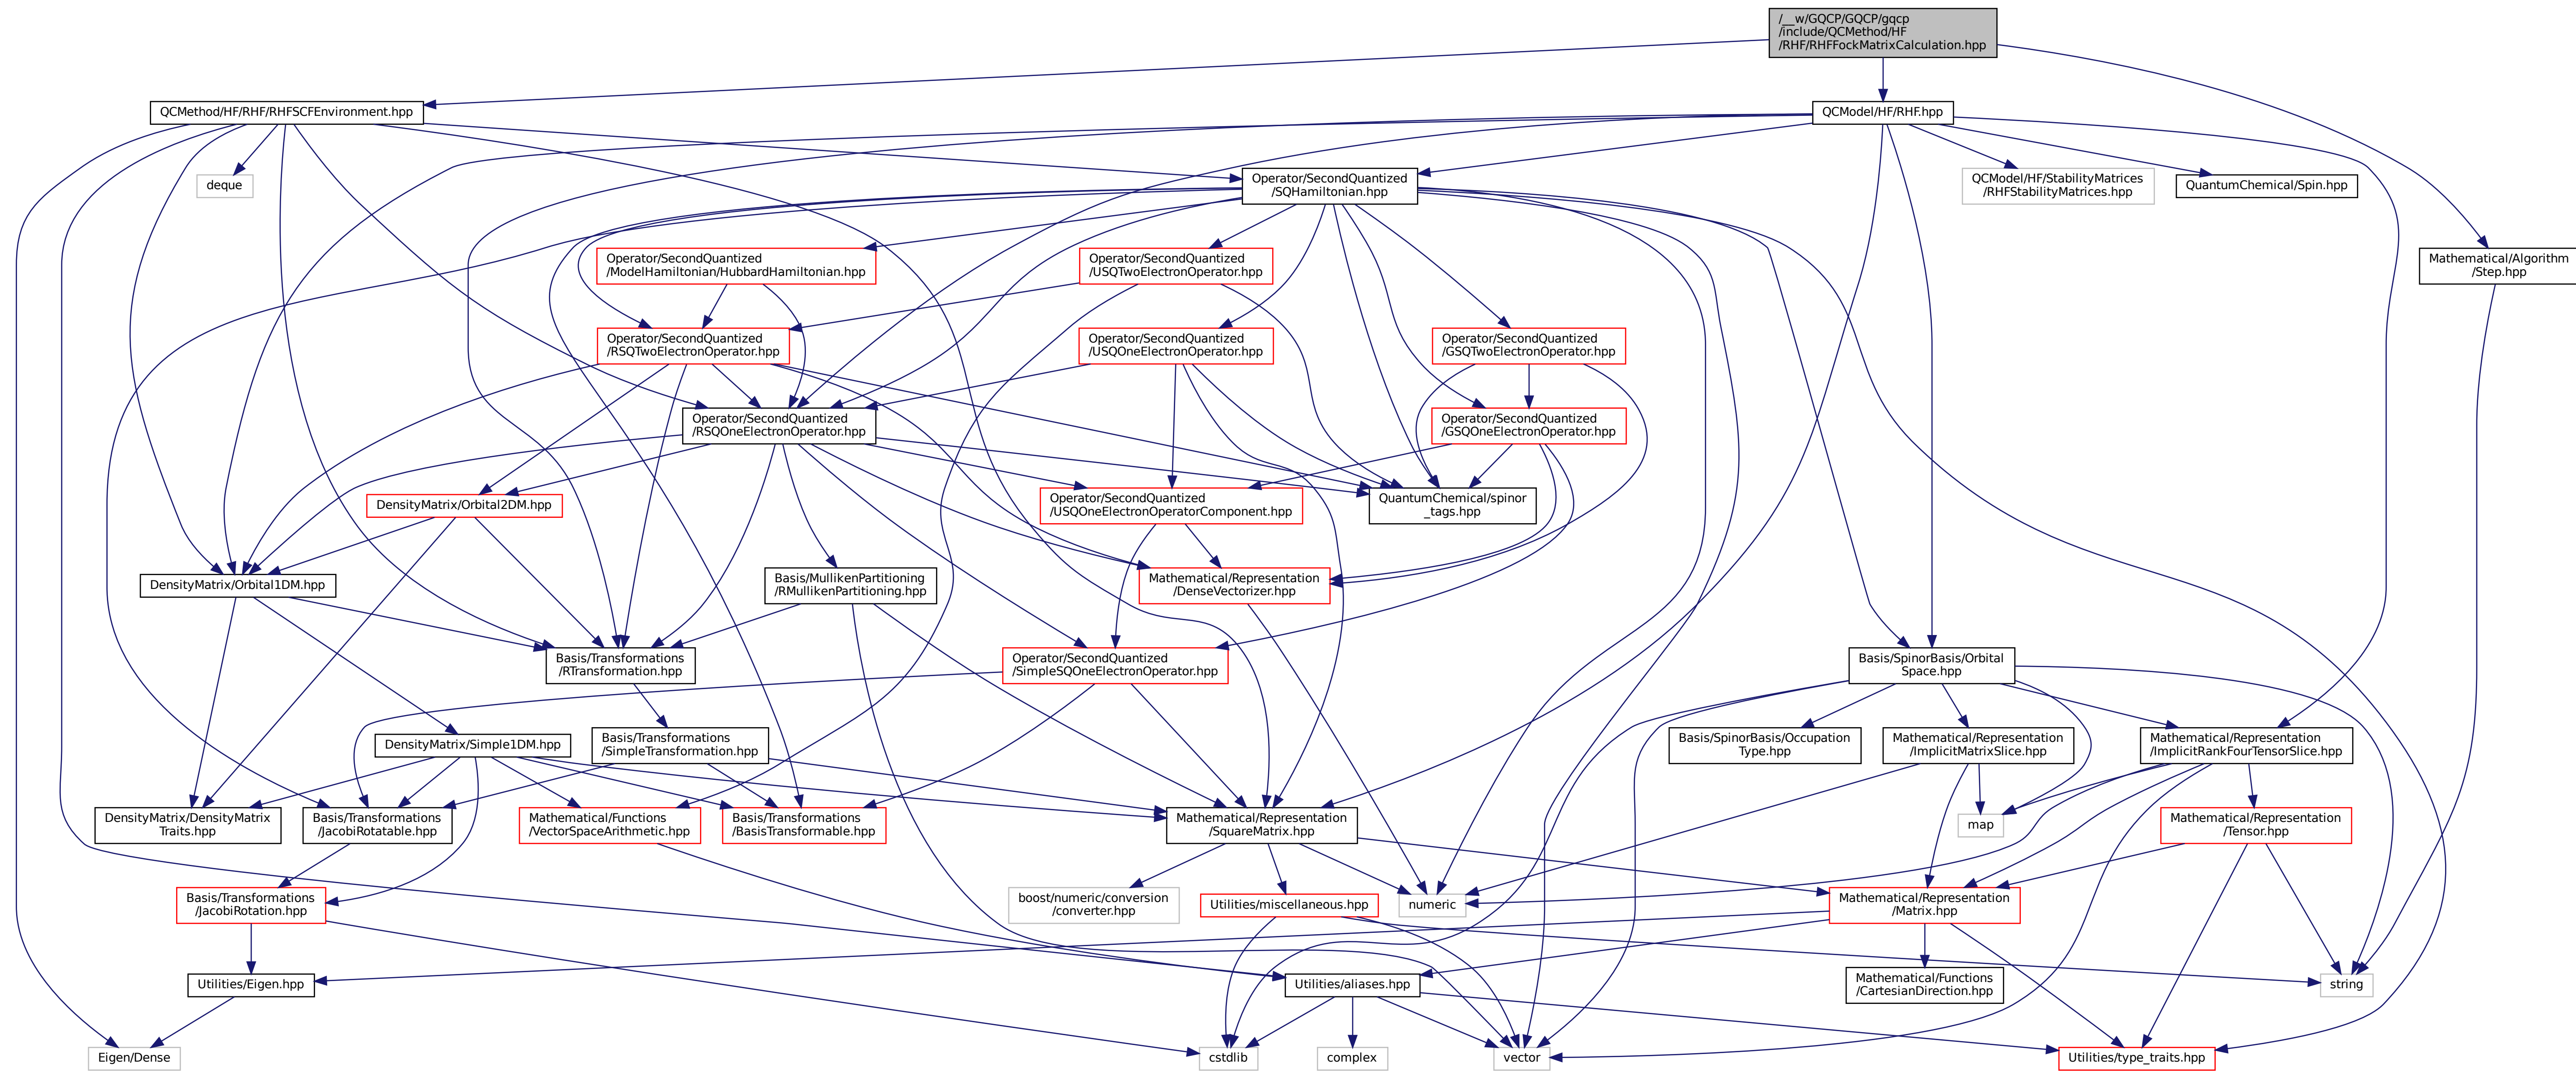 /__w/GQCP/GQCP/gqcp
/include/QCMethod/HF
/RHF/RHFFockMatrixCalculation.hpp
QCMethod/HF/RHF/RHFSCFEnvironment.hpp
QCModel/HF/RHF.hpp
deque
Operator/SecondQuantized
/SQHamiltonian.hpp
QCModel/HF/StabilityMatrices
/RHFStabilityMatrices.hpp
QuantumChemical/Spin.hpp
Operator/SecondQuantized
/ModelHamiltonian/HubbardHamiltonian.hpp
Operator/SecondQuantized
/USQTwoElectronOperator.hpp
Mathematical/Algorithm
/Step.hpp
Operator/SecondQuantized
/RSQTwoElectronOperator.hpp
Operator/SecondQuantized
/USQOneElectronOperator.hpp
Operator/SecondQuantized
/GSQTwoElectronOperator.hpp
Operator/SecondQuantized
/RSQOneElectronOperator.hpp
Operator/SecondQuantized
/GSQOneElectronOperator.hpp
DensityMatrix/Orbital2DM.hpp
Operator/SecondQuantized
/USQOneElectronOperatorComponent.hpp
QuantumChemical/spinor
_tags.hpp
DensityMatrix/Orbital1DM.hpp
Basis/MullikenPartitioning
/RMullikenPartitioning.hpp
Mathematical/Representation
/DenseVectorizer.hpp
Basis/Transformations
/RTransformation.hpp
Operator/SecondQuantized
/SimpleSQOneElectronOperator.hpp
Basis/SpinorBasis/Orbital
Space.hpp
DensityMatrix/Simple1DM.hpp
Basis/Transformations
/SimpleTransformation.hpp
Basis/SpinorBasis/Occupation
Type.hpp
Mathematical/Representation
/ImplicitMatrixSlice.hpp
Mathematical/Representation
/ImplicitRankFourTensorSlice.hpp
DensityMatrix/DensityMatrix
Traits.hpp
Basis/Transformations
/JacobiRotatable.hpp
Mathematical/Functions
/VectorSpaceArithmetic.hpp
Basis/Transformations
/BasisTransformable.hpp
Mathematical/Representation
/SquareMatrix.hpp
map
Mathematical/Representation
/Tensor.hpp
Basis/Transformations
/JacobiRotation.hpp
boost/numeric/conversion
/converter.hpp
Utilities/miscellaneous.hpp
numeric
Mathematical/Representation
/Matrix.hpp
Utilities/Eigen.hpp
Utilities/aliases.hpp
Mathematical/Functions
/CartesianDirection.hpp
string
Eigen/Dense
cstdlib
complex
vector
Utilities/type_traits.hpp